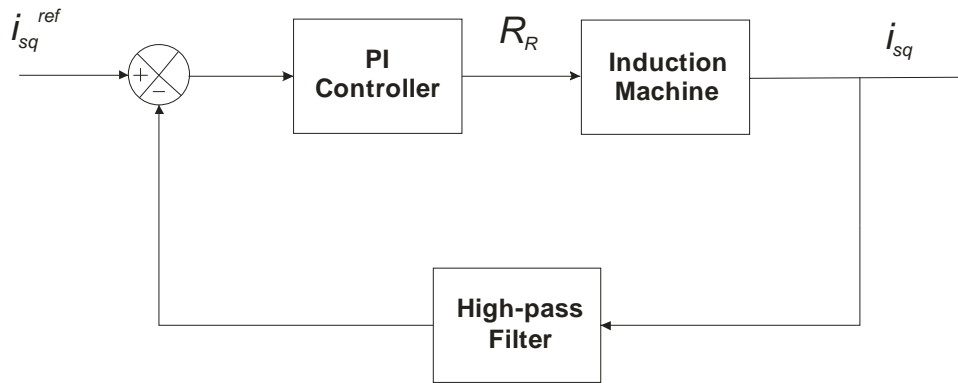 i_sq^ref
+
−
PI
Controller
R_R
Induction
Machine
i_sq
High-pass
Filter